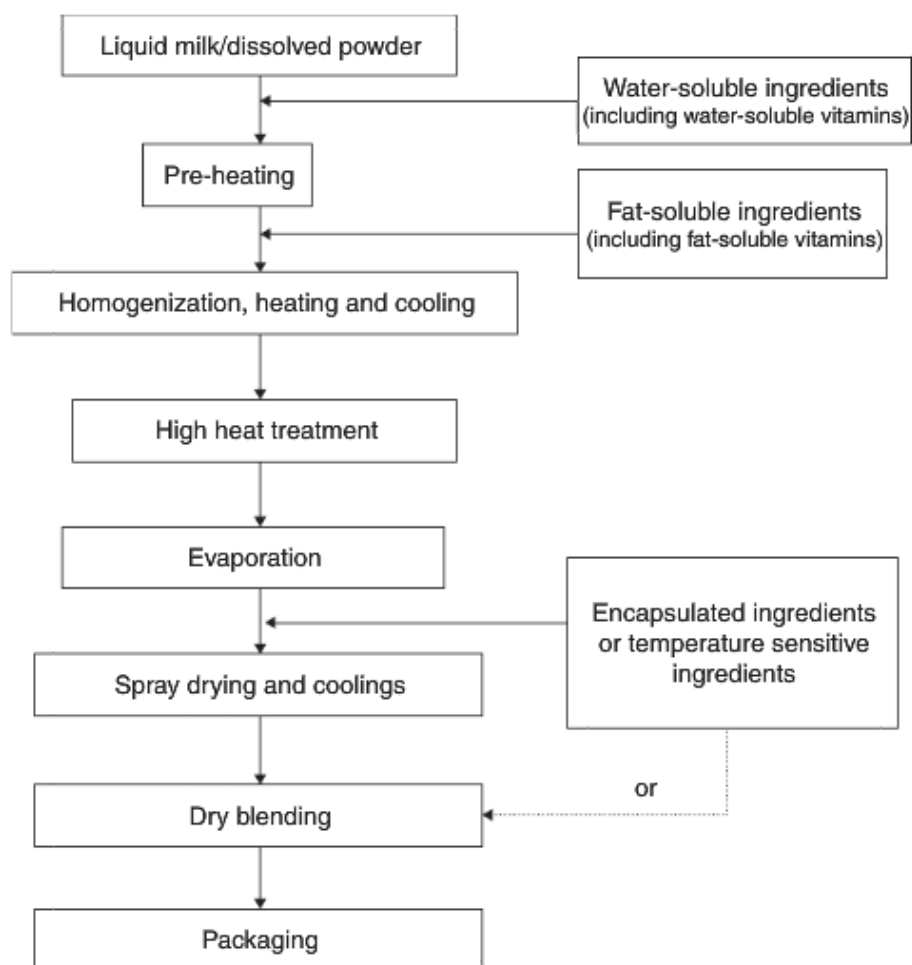 Liquid milk/dissolved powder
Water-soluble ingredients
(including water-soluble vitamins)
Pre-heating
Fat-soluble ingredients
(including fat-soluble vitamins)
Homogenization, heating and cooling
High heat treatment
Evaporation
Encapsulated ingredients
or temperature sensitive
ingredients
Spray drying and coolings
or
Dry blending
Packaging